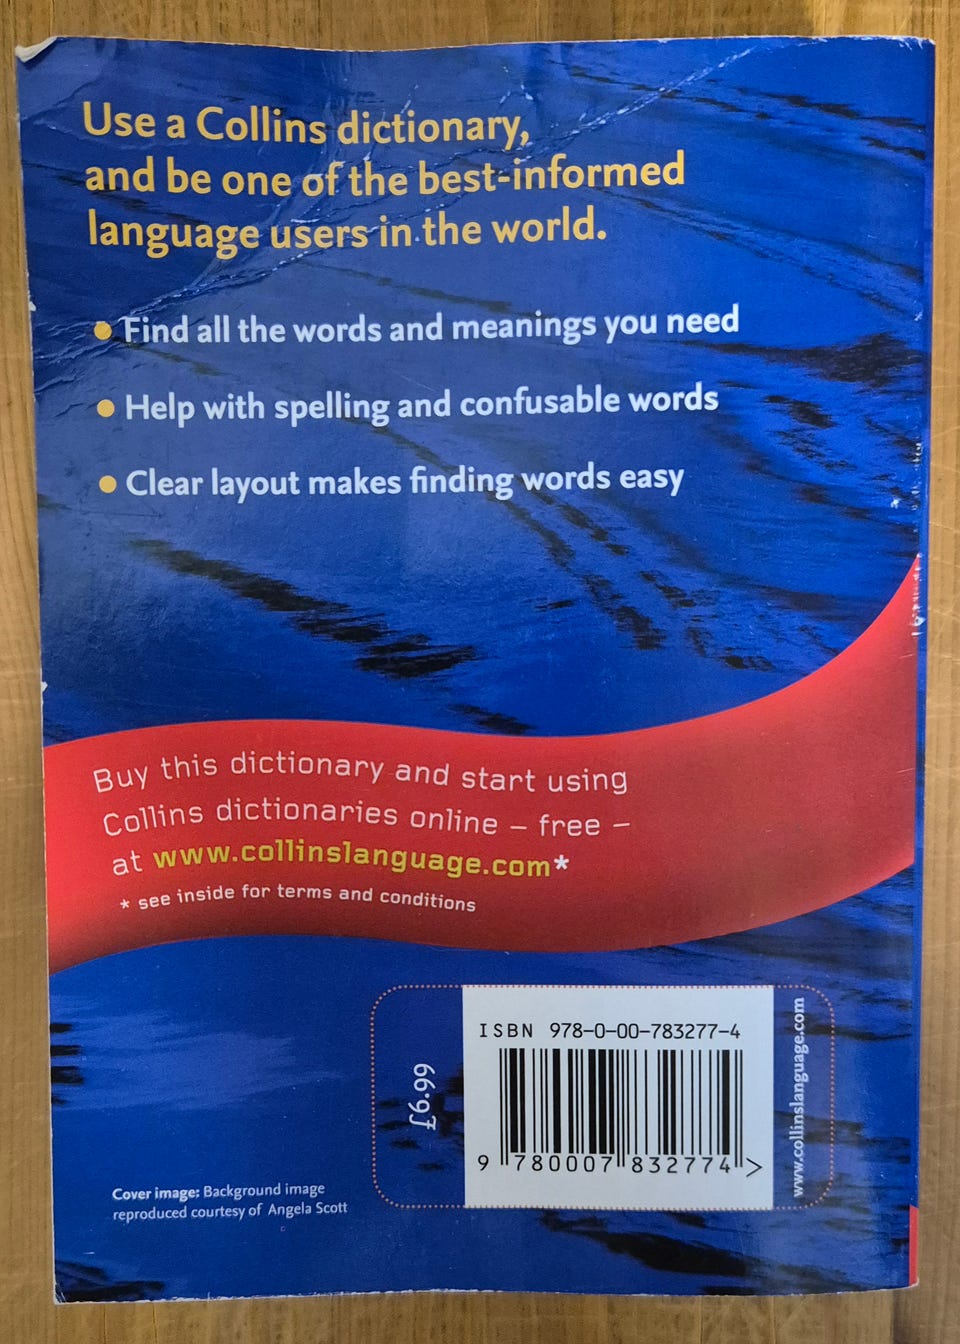 Use a Collins dictionary,
and be one of the best-informed
language users in the world.
• Find all the words and meanings you need
• Help with spelling and confusable words
• Clear layout makes finding words easy
Buy this dictionary and start using
Collins dictionaries online – free –
at www.collinslanguage.com*
* see inside for terms and conditions
£6.99
ISBN 978-0-00-783277-4
9 780007 832774 >
www.collinslanguage.com
Cover image: Background image
reproduced courtesy of Angela Scott